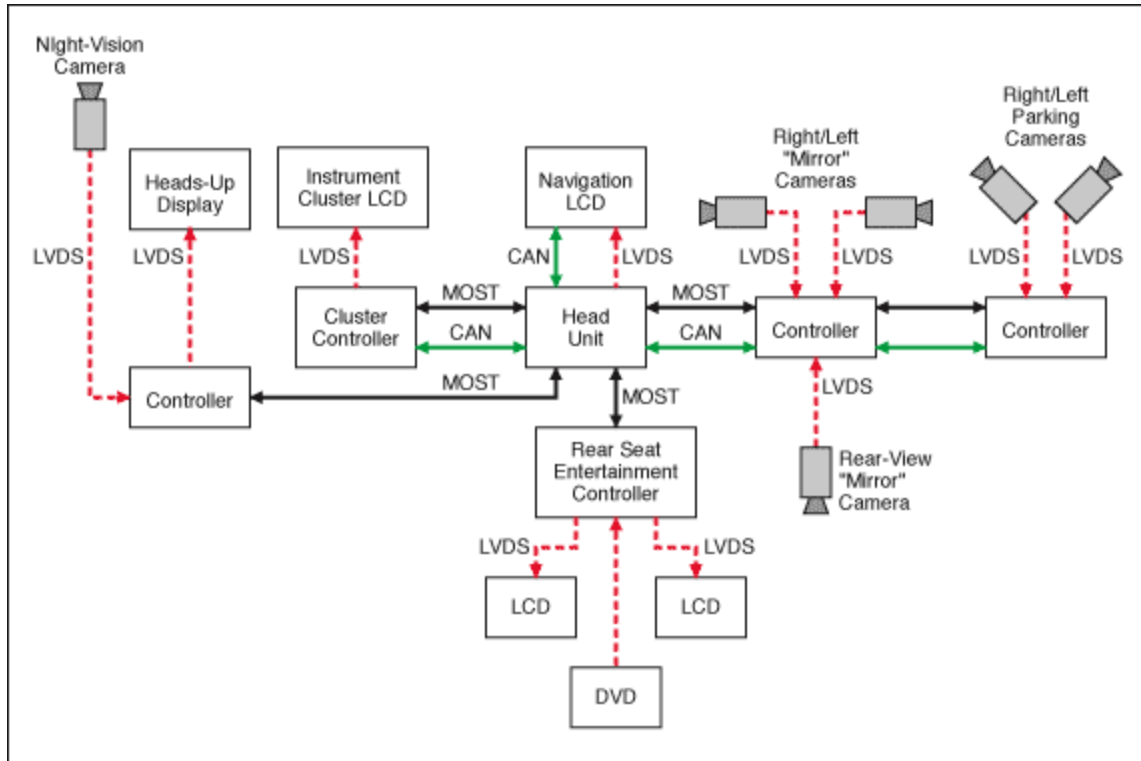 NIght-Vision
Camera
Right/Left
Parking
Cameras
Right/Left
"Mirror"
Cameras
Heads-Up
Display
Instrument
Cluster LCD
Navigation
LCD
LVDS
LVDS
LVDS
CAN
LVDS
LVDS
LVDS
LVDS
LVDS
MOST
MOST
Cluster
Controller
CAN
Head
Unit
CAN
Controller
Controller
MOST
Controller
MOST
LVDS
Rear Seat
Entertainment
Controller
Rear-View
"Mirror"
Camera
LVDS
LVDS
LCD
LCD
DVD